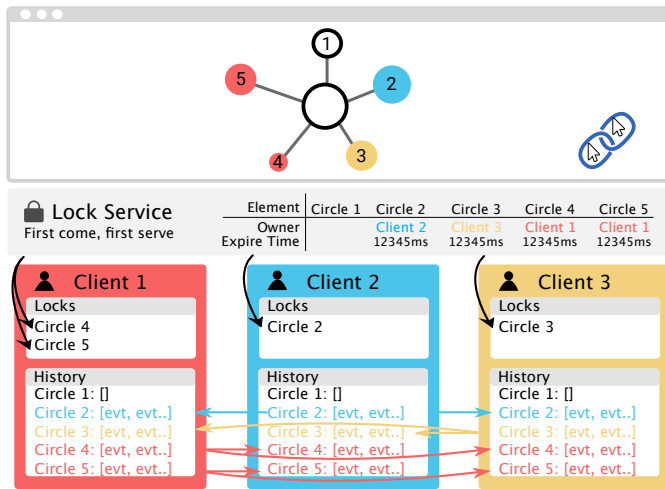 1
5
2
3
4
Lock Service
First come, first serve
Element Circle 1 Circle 2 Circle 3 Circle 4 Circle 5
Owner Client 2 Client 3 Client 1 Client 1
Expire Time 12345ms 12345ms 12345ms 12345ms
Client 1
Locks
Circle 4
Circle 5
History
Circle 1: []
Circle 2: [evt, evt..]
Circle 3: [evt, evt..]
Circle 4: [evt, evt..]
Circle 5: [evt, evt..]
Client 2
Locks
Circle 2
History
Circle 1: []
Circle 2: [evt, evt..]
Circle 3: [evt, evt..]
Circle 4: [evt, evt..]
Circle 5: [evt, evt..]
Client 3
Locks
Circle 3
History
Circle 1: []
Circle 2: [evt, evt..]
Circle 3: [evt, evt..]
Circle 4: [evt, evt..]
Circle 5: [evt, evt..]